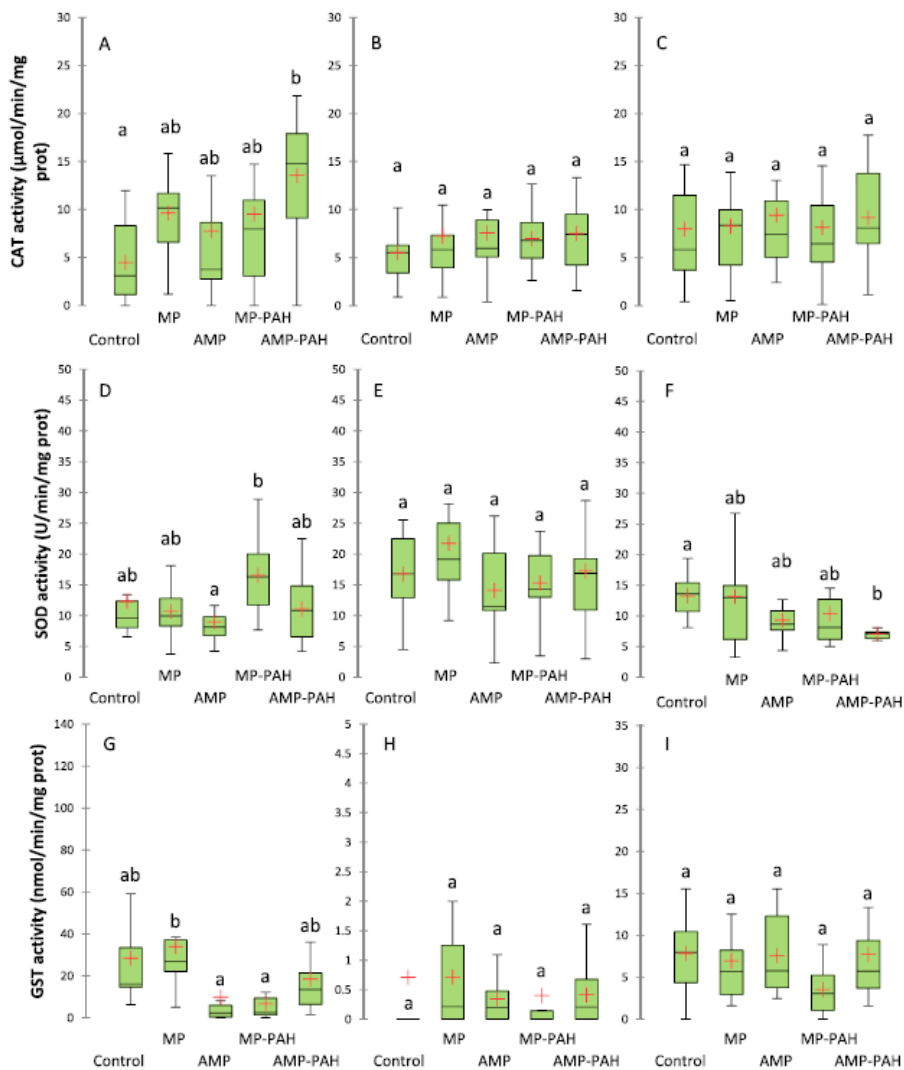 A
B
C
CAT activity (µmol/min/mg
prot)
30
25
20
15
10
5
0
30
25
20
15
10
5
0
30
25
20
15
10
5
0
a
ab
ab
ab
b
a
a
a
a
a
a
a
a
a
a
MP
MP-PAH
MP
MP-PAH
MP
MP-PAH
Control
AMP
AMP-PAH
Control
AMP
AMP-PAH
Control
AMP
AMP-PAH
D
E
F
SOD activity (U/min/mg prot)
50
45
40
35
30
25
20
15
10
5
0
50
45
40
35
30
25
20
15
10
5
0
50
45
40
35
30
25
20
15
10
5
0
ab
ab
a
b
ab
a
a
a
a
a
a
ab
ab
ab
b
MP
MP-PAH
MP
MP-PAH
MP
MP-PAH
Control
AMP
AMP-PAH
Control
AMP
AMP-PAH
Control
AMP
AMP-PAH
G
H
I
GST activity (nmol/min/mg prot)
140
120
100
80
60
40
20
0
5
4.5
4
3.5
3
2.5
2
1.5
1
0.5
0
35
30
25
20
15
10
5
0
ab
b
a
a
ab
a
a
a
a
a
a
a
a
a
a
MP
MP-PAH
MP
MP-PAH
MP
MP-PAH
Control
AMP
AMP-PAH
Control
AMP
AMP-PAH
Control
AMP
AMP-PAH